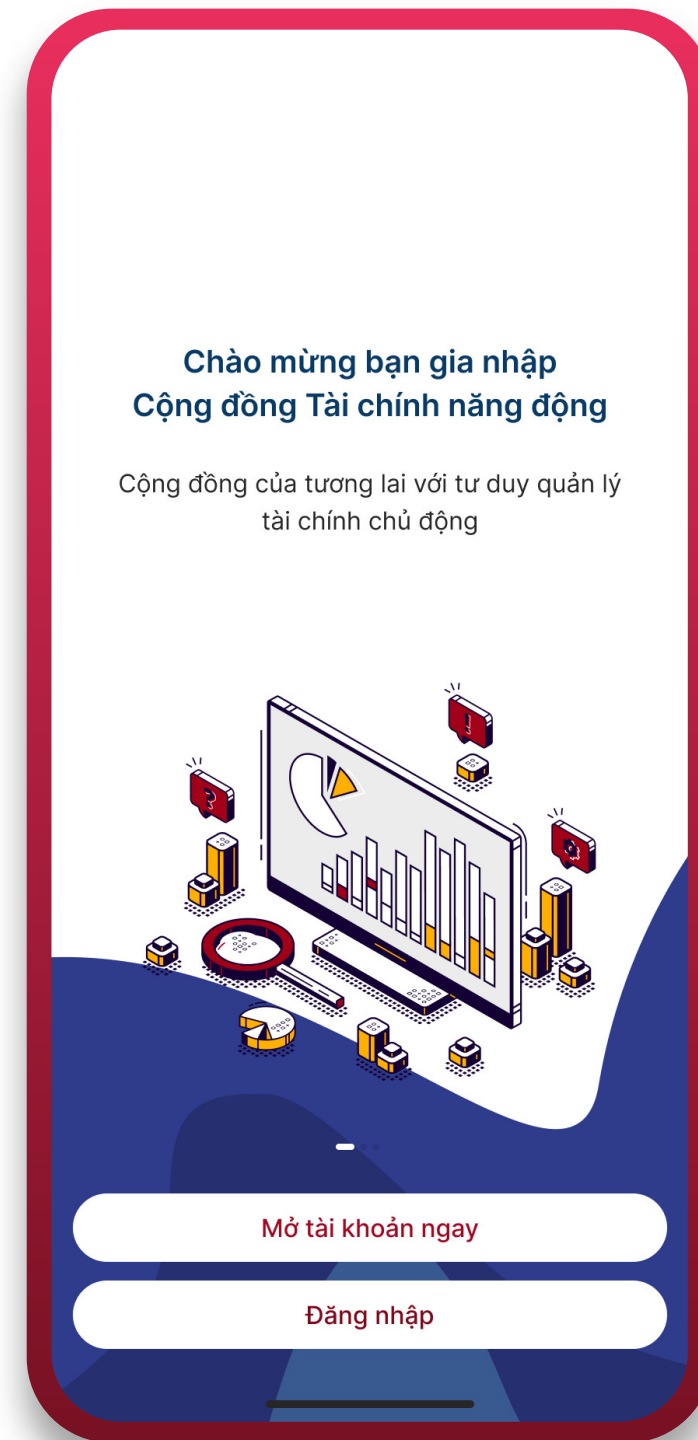 Chào mừng bạn gia nhập
Cộng đồng Tài chính năng động
Cộng đồng của tương lai với tư duy quản lý
tài chính chủ động
Mở tài khoản ngay
Đăng nhập